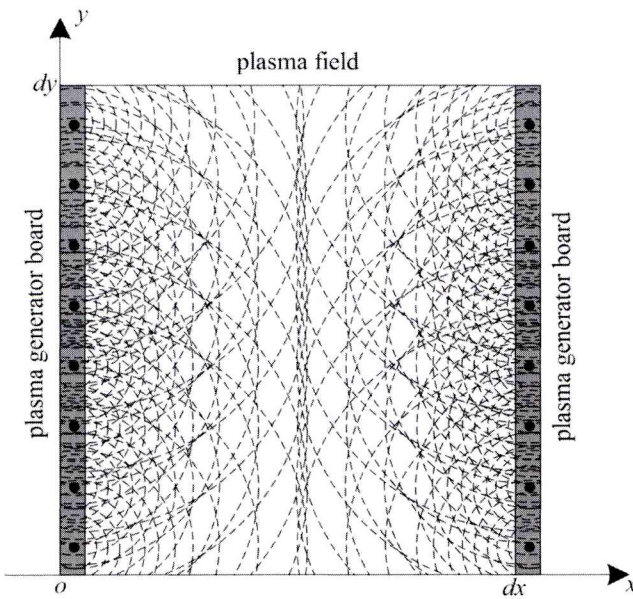 y
plasma field
dy
plasma generator board
plasma generator board
o
dx
x